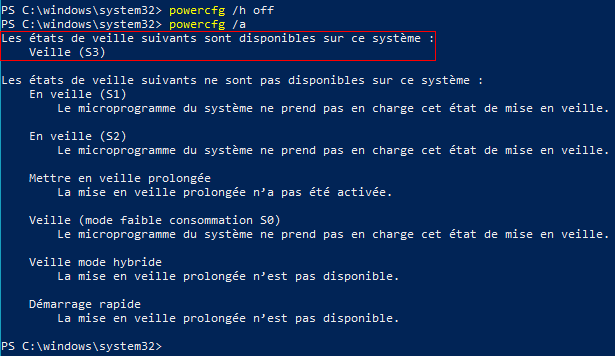 PS C:\windows\system32> powercfg /h off
PS C:\windows\system32> powercfg /a
Les états de veille suivants sont disponibles sur ce système :
    Veille (S3)
Les états de veille suivants ne sont pas disponibles sur ce système :
    En veille (S1)
        Le microprogramme du système ne prend pas en charge cet état de mise en veille.
    En veille (S2)
        Le microprogramme du système ne prend pas en charge cet état de mise en veille.
    Mettre en veille prolongée
        La mise en veille prolongée n’a pas été activée.
    Veille (mode faible consommation S0)
        Le microprogramme du système ne prend pas en charge cet état de mise en veille.
    Veille mode hybride
        La mise en veille prolongée n’est pas disponible.
    Démarrage rapide
        La mise en veille prolongée n’est pas disponible.
PS C:\windows\system32>